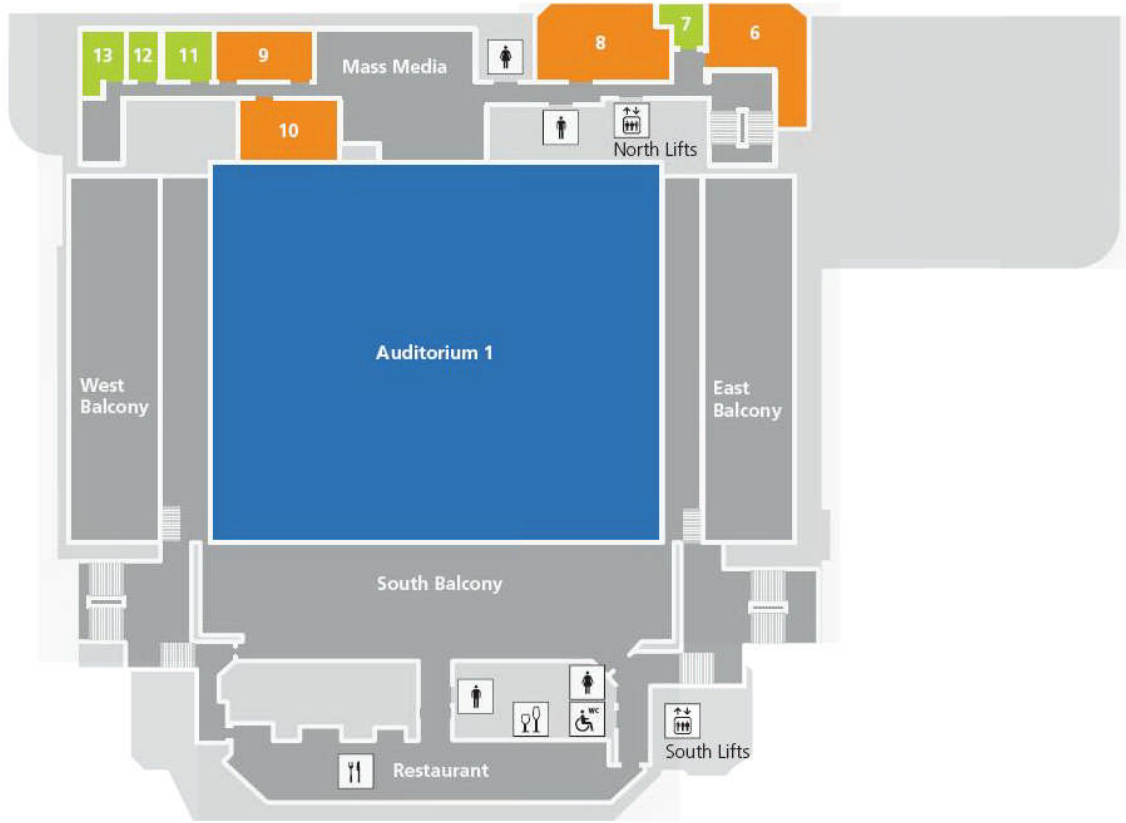 7
6
8
13
12
11
9
Mass Media
10
North Lifts
Auditorium 1
West
Balcony
East
Balcony
South Balcony
WC
South Lifts
Restaurant